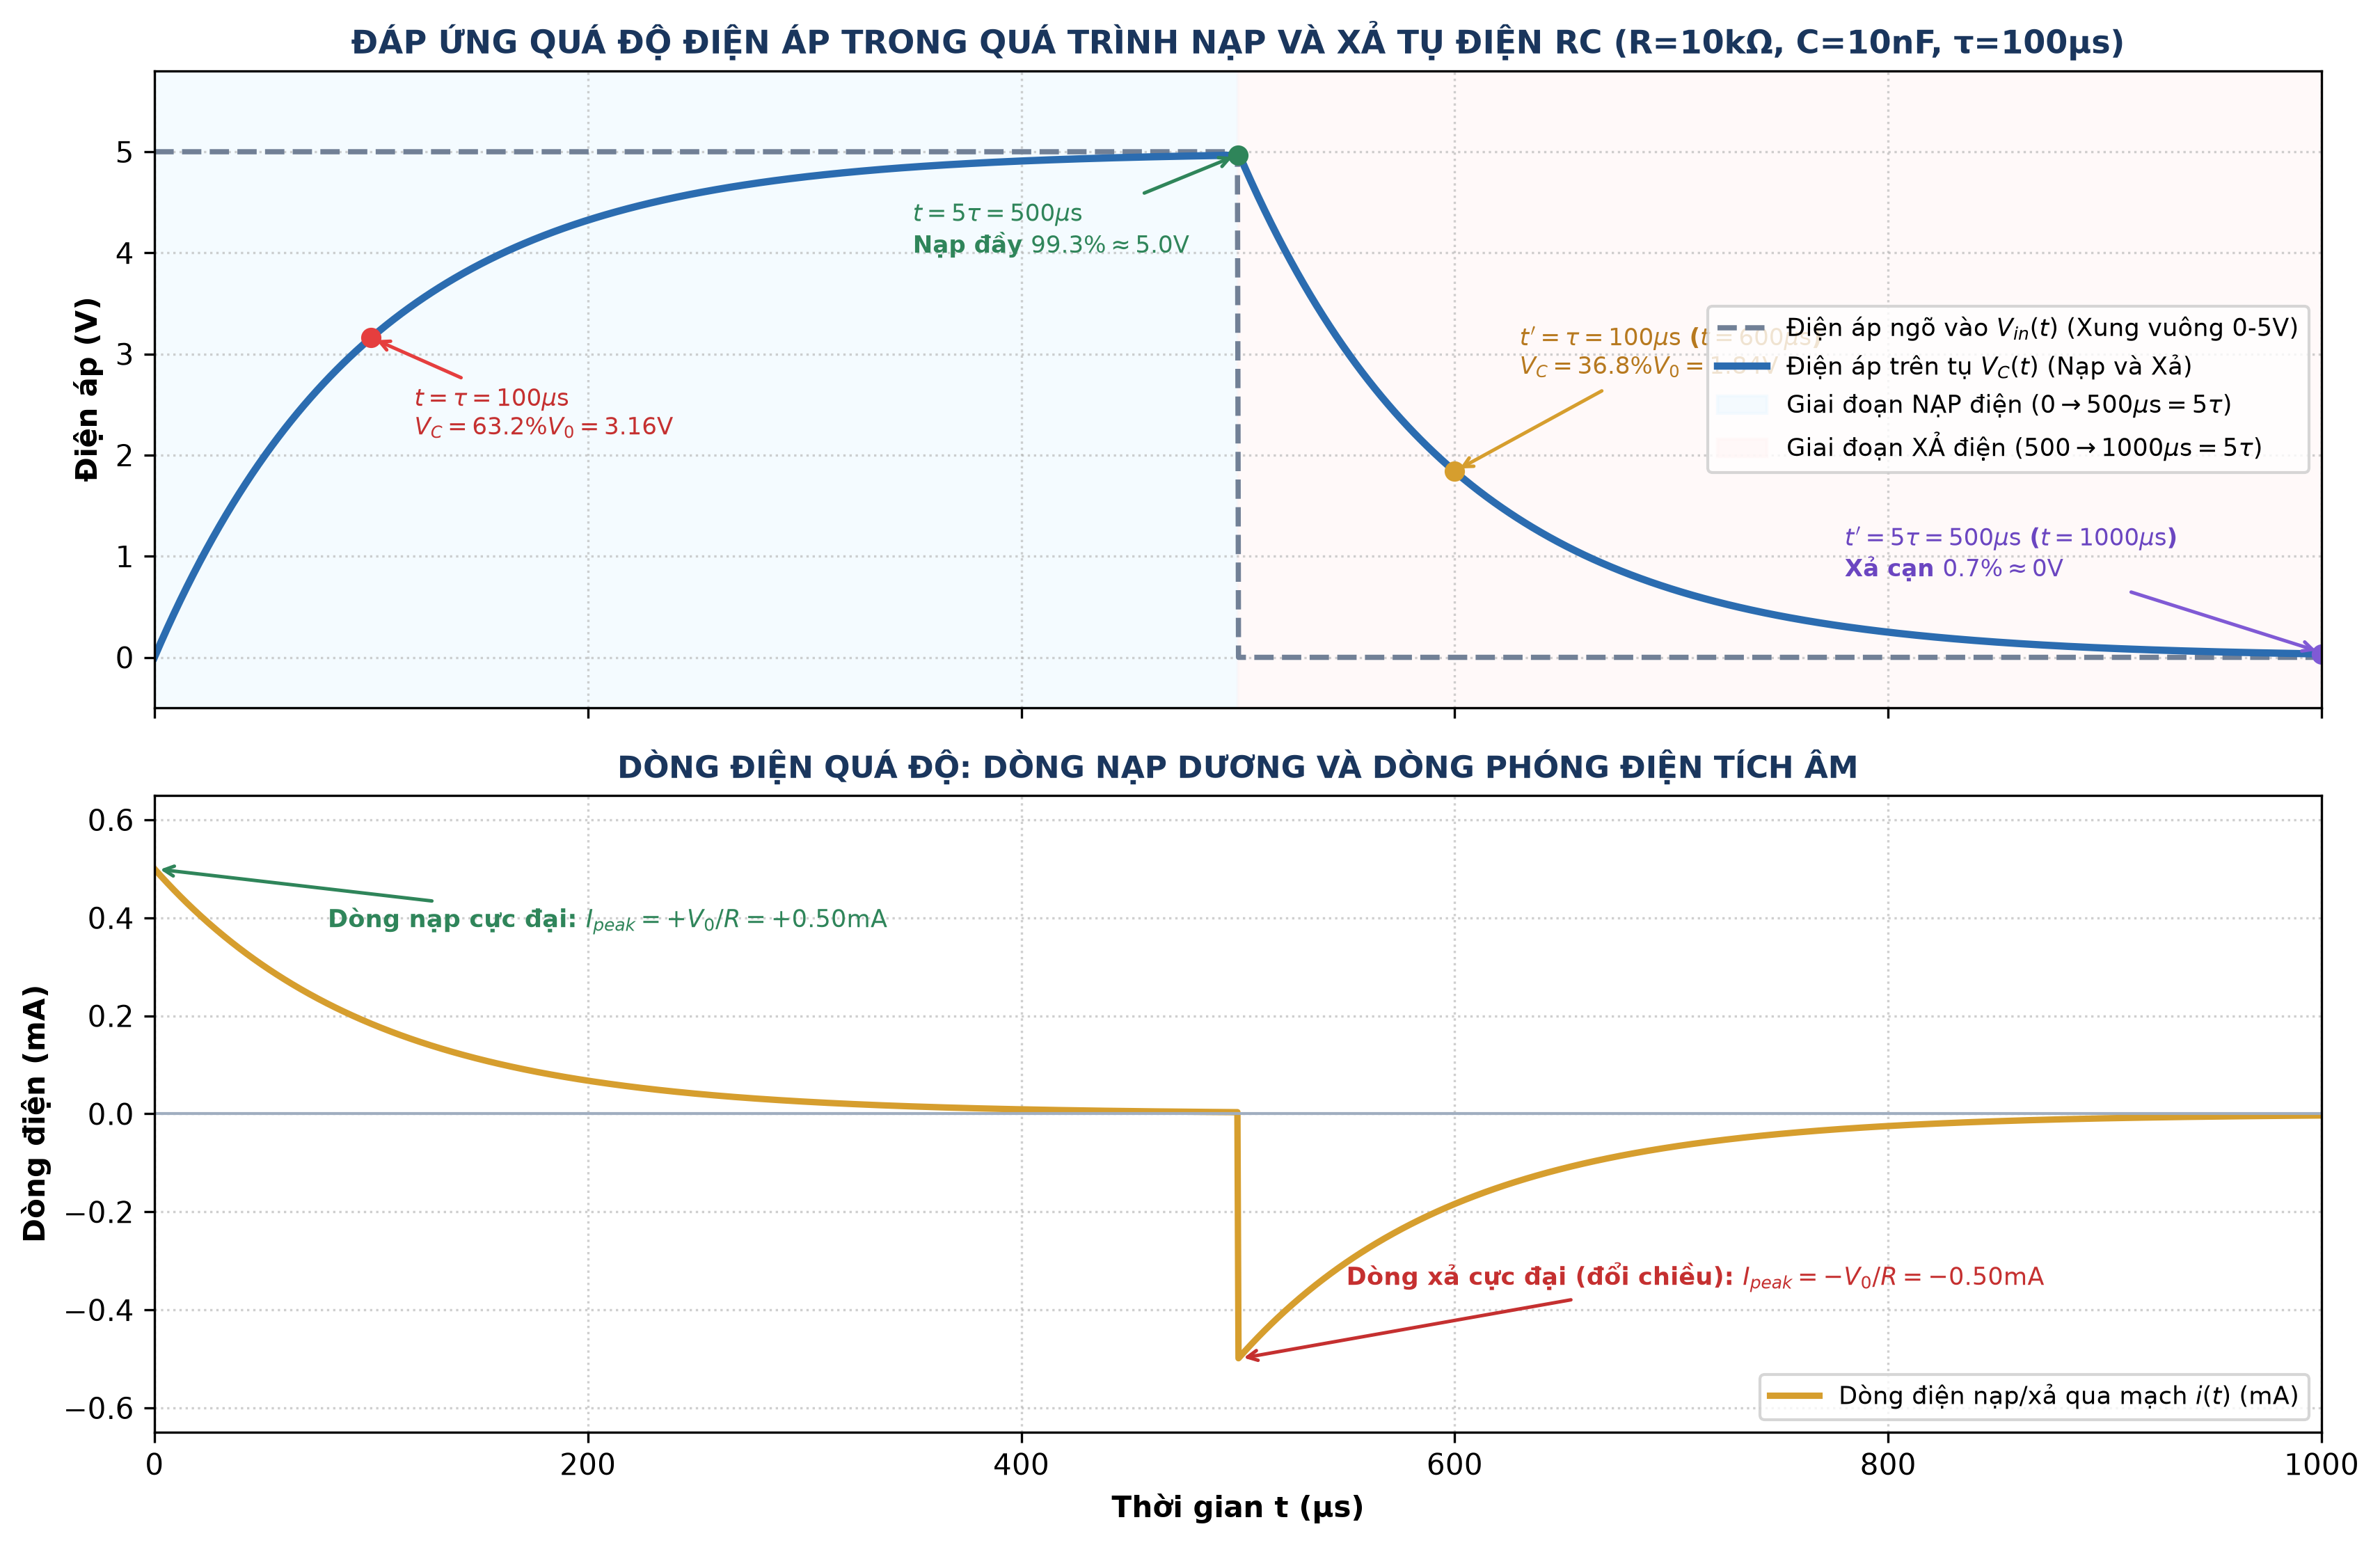 ĐÁP ỨNG QUÁ ĐỘ ĐIỆN ÁP TRONG QUÁ TRÌNH NẠP VÀ XẢ TỤ ĐIỆN RC (R=10kΩ, C=10nF, τ=100μs)
Điện áp (V)
5
4
3
2
1
0
t = 5τ = 500μs
Nạp đầy 99.3% ≈ 5.0V
t = τ = 100μs
V_C = 63.2%V_0 = 3.16V
t′ = τ = 100μs (t = 600μs)
V_C = 36.8%V_0 = 1.84V
Điện áp ngõ vào V_in(t) (Xung vuông 0-5V)
Điện áp trên tụ V_C(t) (Nạp và Xả)
Giai đoạn NẠP điện (0 → 500μs = 5τ)
Giai đoạn XẢ điện (500 → 1000μs = 5τ)
t′ = 5τ = 500μs (t = 1000μs)
Xả cạn 0.7% ≈ 0V
DÒNG ĐIỆN QUÁ ĐỘ: DÒNG NẠP DƯƠNG VÀ DÒNG PHÓNG ĐIỆN TÍCH ÂM
Dòng điện (mA)
0.6
0.4
0.2
0.0
−0.2
−0.4
−0.6
Dòng nạp cực đại: I_peak = +V_0/R = +0.50mA
Dòng xả cực đại (đổi chiều): I_peak = −V_0/R = −0.50mA
Dòng điện nạp/xả qua mạch i(t) (mA)
0 200 400 600 800 1000
Thời gian t (μs)